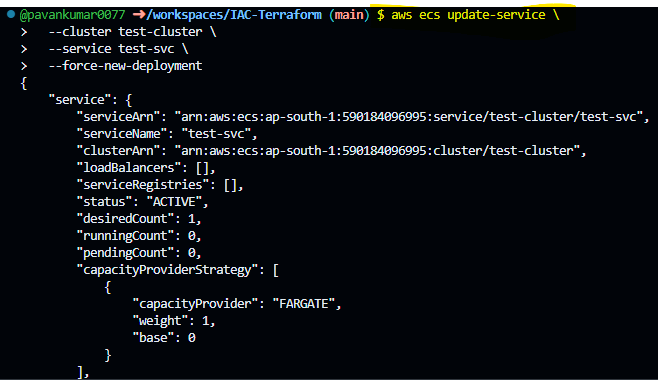 @pavankumar0077 ➜/workspaces/IAC-Terraform (main) $ aws ecs update-service \
> --cluster test-cluster \
> --service test-svc \
> --force-new-deployment
{
"service": {
"serviceArn": "arn:aws:ecs:ap-south-1:590184096995:service/test-cluster/test-svc",
"serviceName": "test-svc",
"clusterArn": "arn:aws:ecs:ap-south-1:590184096995:cluster/test-cluster",
"loadBalancers": [],
"serviceRegistries": [],
"status": "ACTIVE",
"desiredCount": 1,
"runningCount": 0,
"pendingCount": 0,
"capacityProviderStrategy": [
{
"capacityProvider": "FARGATE",
"weight": 1,
"base": 0
}
],